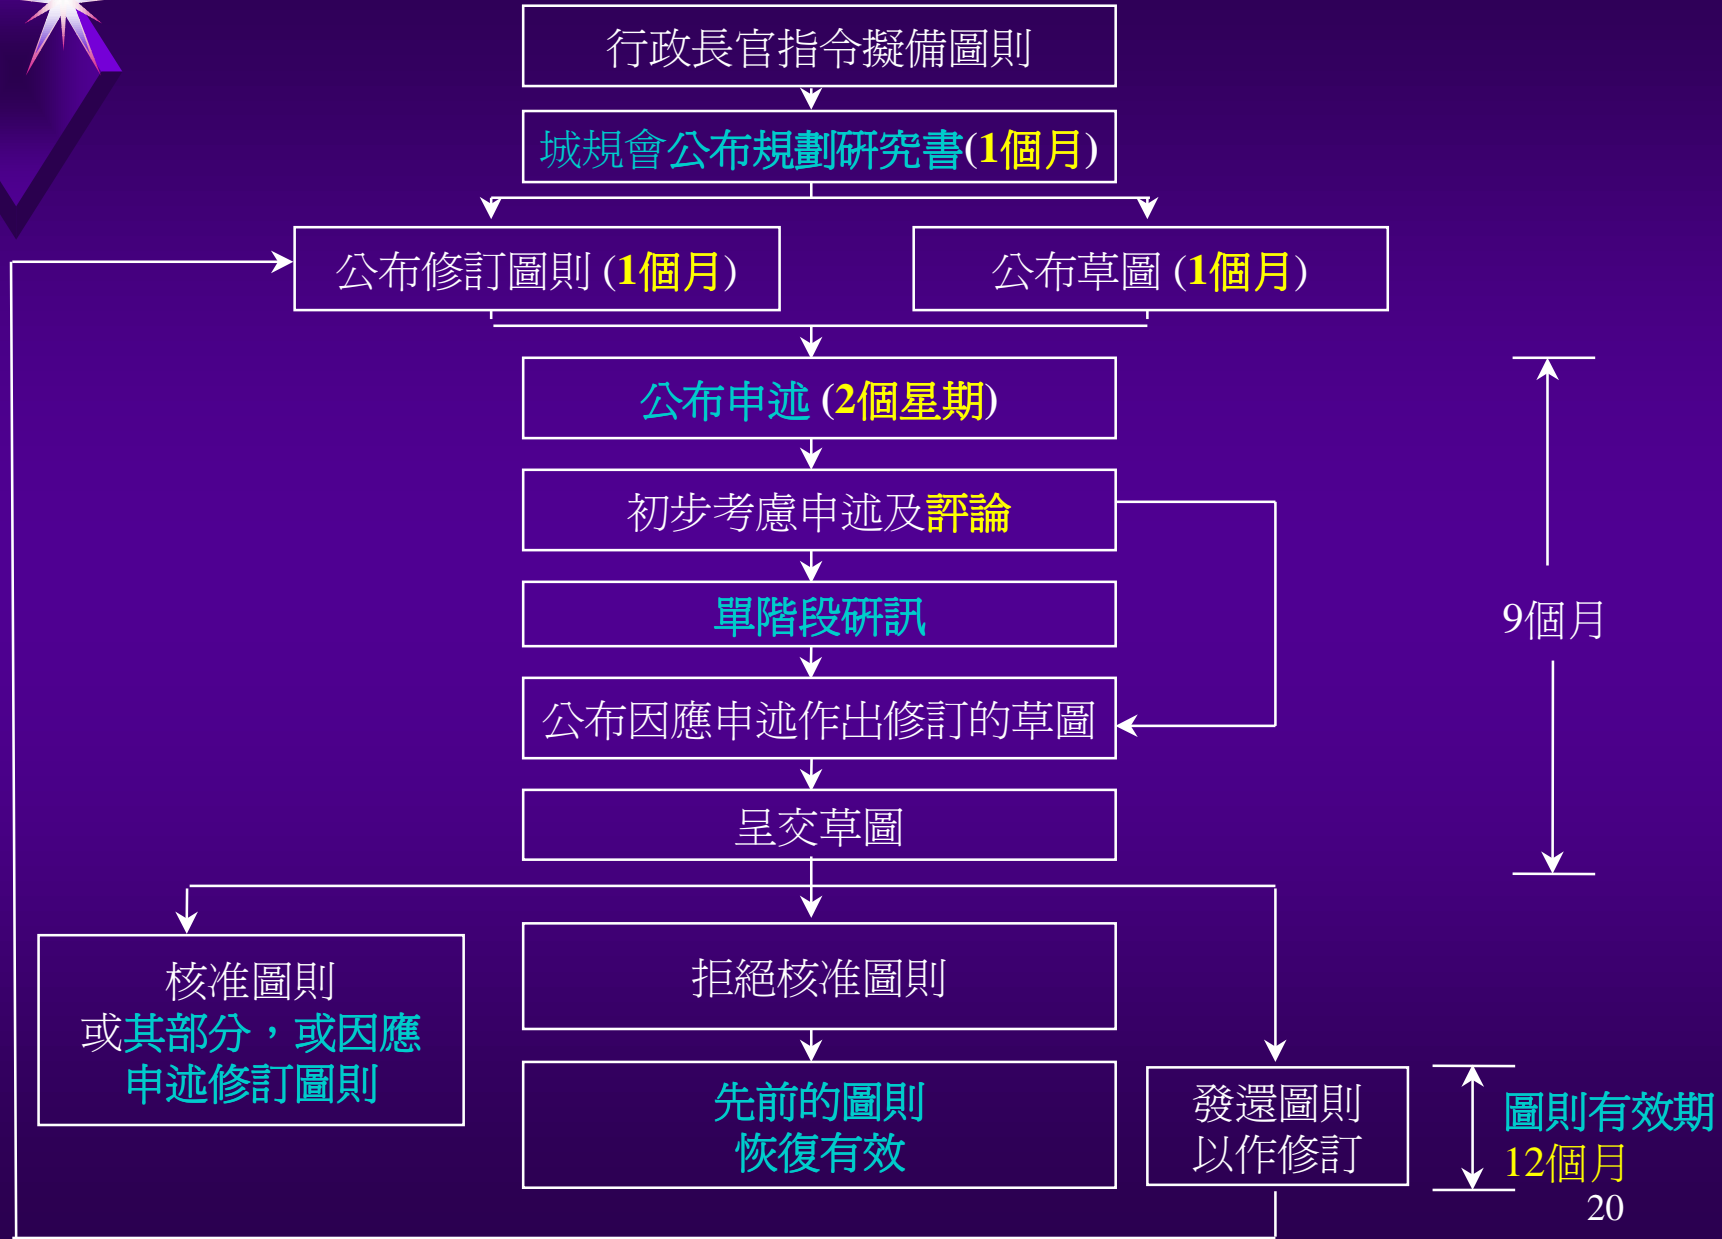 行政長官指令擬備圖則
城規會公布規劃研究書(1個月)
公布修訂圖則 (1個月)
公布草圖 (1個月)
公布申述 (2個星期)
初步考慮申述及評論
單階段研訊
9個月
公布因應申述作出修訂的草圖
呈交草圖
核准圖則
或其部分，或因應
申述修訂圖則
拒絕核准圖則
先前的圖則
恢復有效
發還圖則
以作修訂
圖則有效期
12個月
20